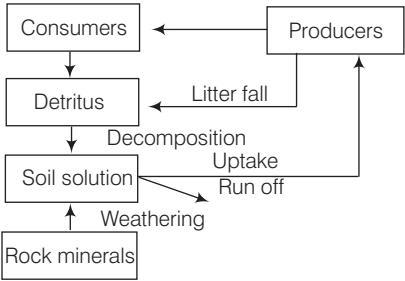 Consumers
Producers
Litter fall
Detritus
Decomposition
Uptake
Soil solution
Run off
Weathering
Rock minerals